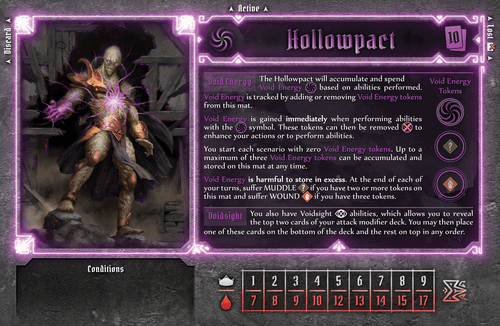 Active
Discard
Lost
Hollowpact
10
Void Energy The Hollowpact will accumulate and spend
Void Energy based on abilities performed.
Void Energy is tracked by adding or removing Void Energy tokens
from this mat.
Void Energy is gained immediately when performing abilities
with the symbol. These tokens can then be removed to
enhance your actions or to perform abilities.
You start each scenario with zero Void Energy tokens. Up to a
maximum of three Void Energy tokens can be accumulated and
stored on this mat at any time.
Void Energy is harmful to store in excess. At the end of each of
your turns, suffer MUDDLE ? if you have two or more tokens on
this mat and suffer WOUND if you have three tokens.
Void Energy
Tokens
?
Voidsight You also have Voidsight abilities, which allows you to reveal
the top two cards of your attack modifier deck. You may then place
one of these cards on the bottom of the deck and the rest on top in any order.
Conditions
1 2 3 4 5 6 7 8 9
7 8 9 10 12 13 14 15 17